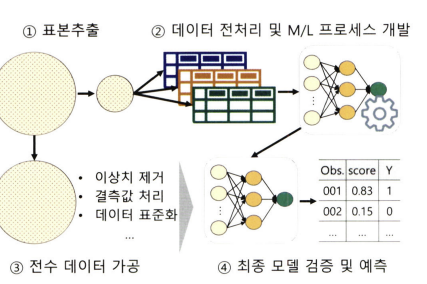 ① 표본추출
② 데이터 전처리 및 M/L 프로세스 개발
• 이상치 제거
• 결측값 처리
• 데이터 표준화
...
Obs. score Y
001 0.83 1
002 0.15 0
... ... ...
③ 전수 데이터 가공
④ 최종 모델 검증 및 예측